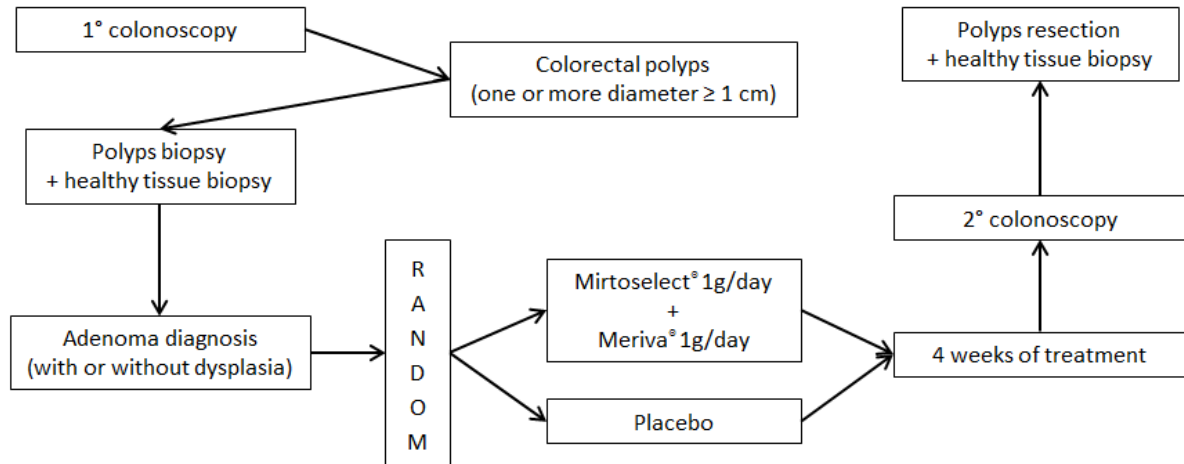 1° colonoscopy
Colorectal polyps
(one or more diameter ≥ 1 cm)
Polyps biopsy
+ healthy tissue biopsy
Adenoma diagnosis
(with or without dysplasia)
R
A
N
D
O
M
Mirtoselect® 1g/day
+
Meriva® 1g/day
Placebo
4 weeks of treatment
2° colonoscopy
Polyps resection
+ healthy tissue biopsy